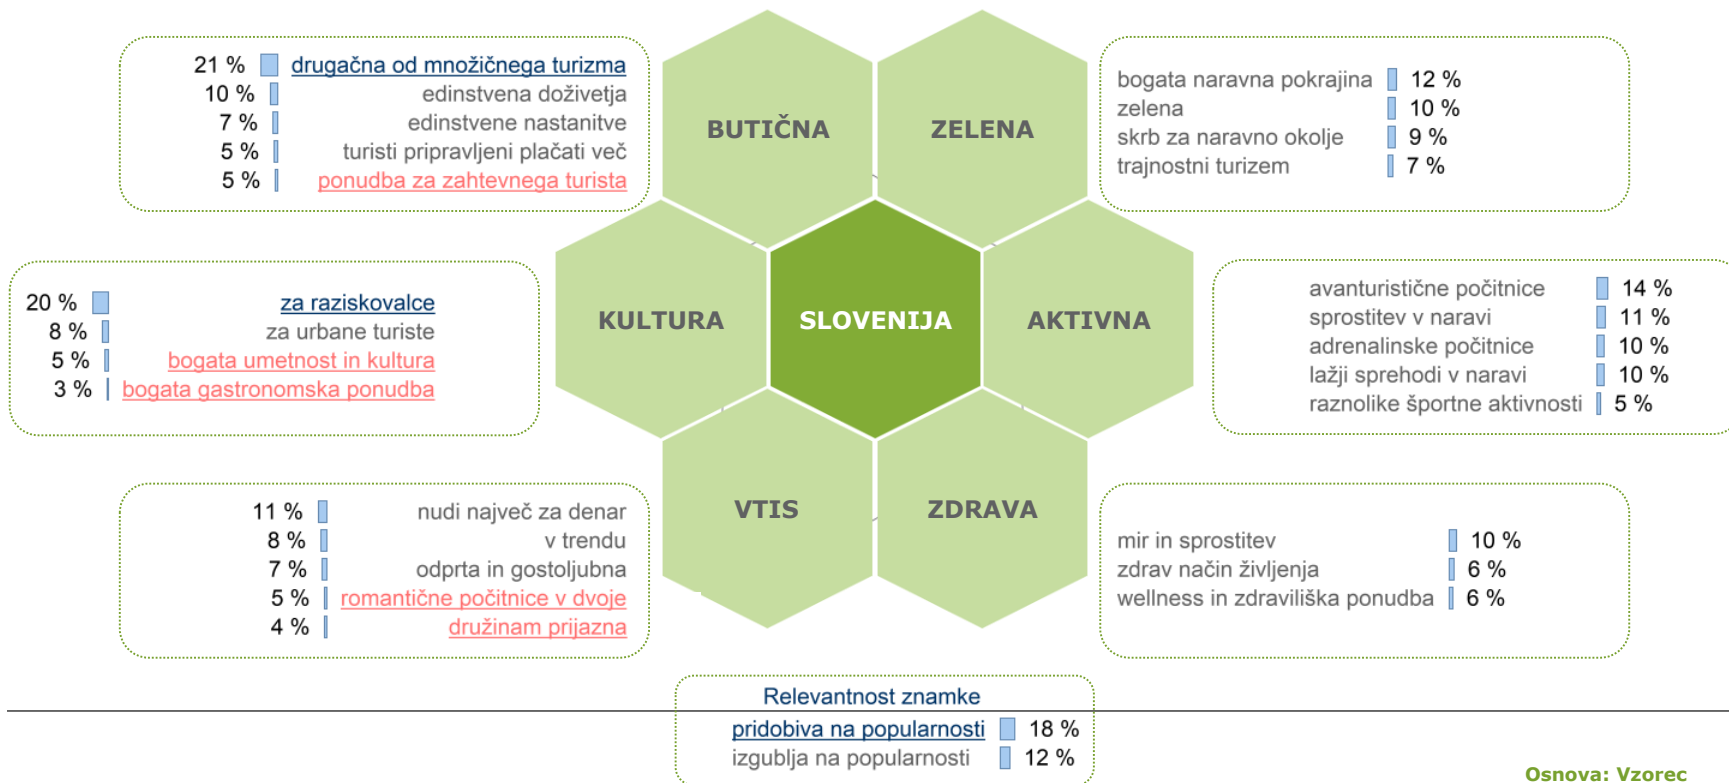 BUTIČNA
21 % drugačna od množičnega turizma
10 % edinstvena doživetja
7 % edinstvene nastanitve
5 % turisti pripravljeni plačati več
5 % ponudba za zahtevnega turista
ZELENA
bogata naravna pokrajina 12 %
zelena 10 %
skrb za naravno okolje 9 %
trajnostni turizem 7 %
KULTURA
20 % za raziskovalce
8 % za urbane turiste
5 % bogata umetnost in kultura
3 % bogata gastronomska ponudba
SLOVENIJA
AKTIVNA
avanturistične počitnice 14 %
sprostitev v naravi 11 %
adrenalinske počitnice 10 %
lažji sprehodi v naravi 10 %
raznolike športne aktivnosti 5 %
VTIS
11 % nudi največ za denar
8 % v trendu
7 % odprta in gostoljubna
5 % romantične počitnice v dvoje
4 % družinam prijazna
ZDRAVA
mir in sprostitev 10 %
zdrav način življenja 6 %
wellness in zdraviliška ponudba 6 %
Relevantnost znamke
pridobiva na popularnosti 18 %
izgublja na popularnosti 12 %
Osnova: Vzorec